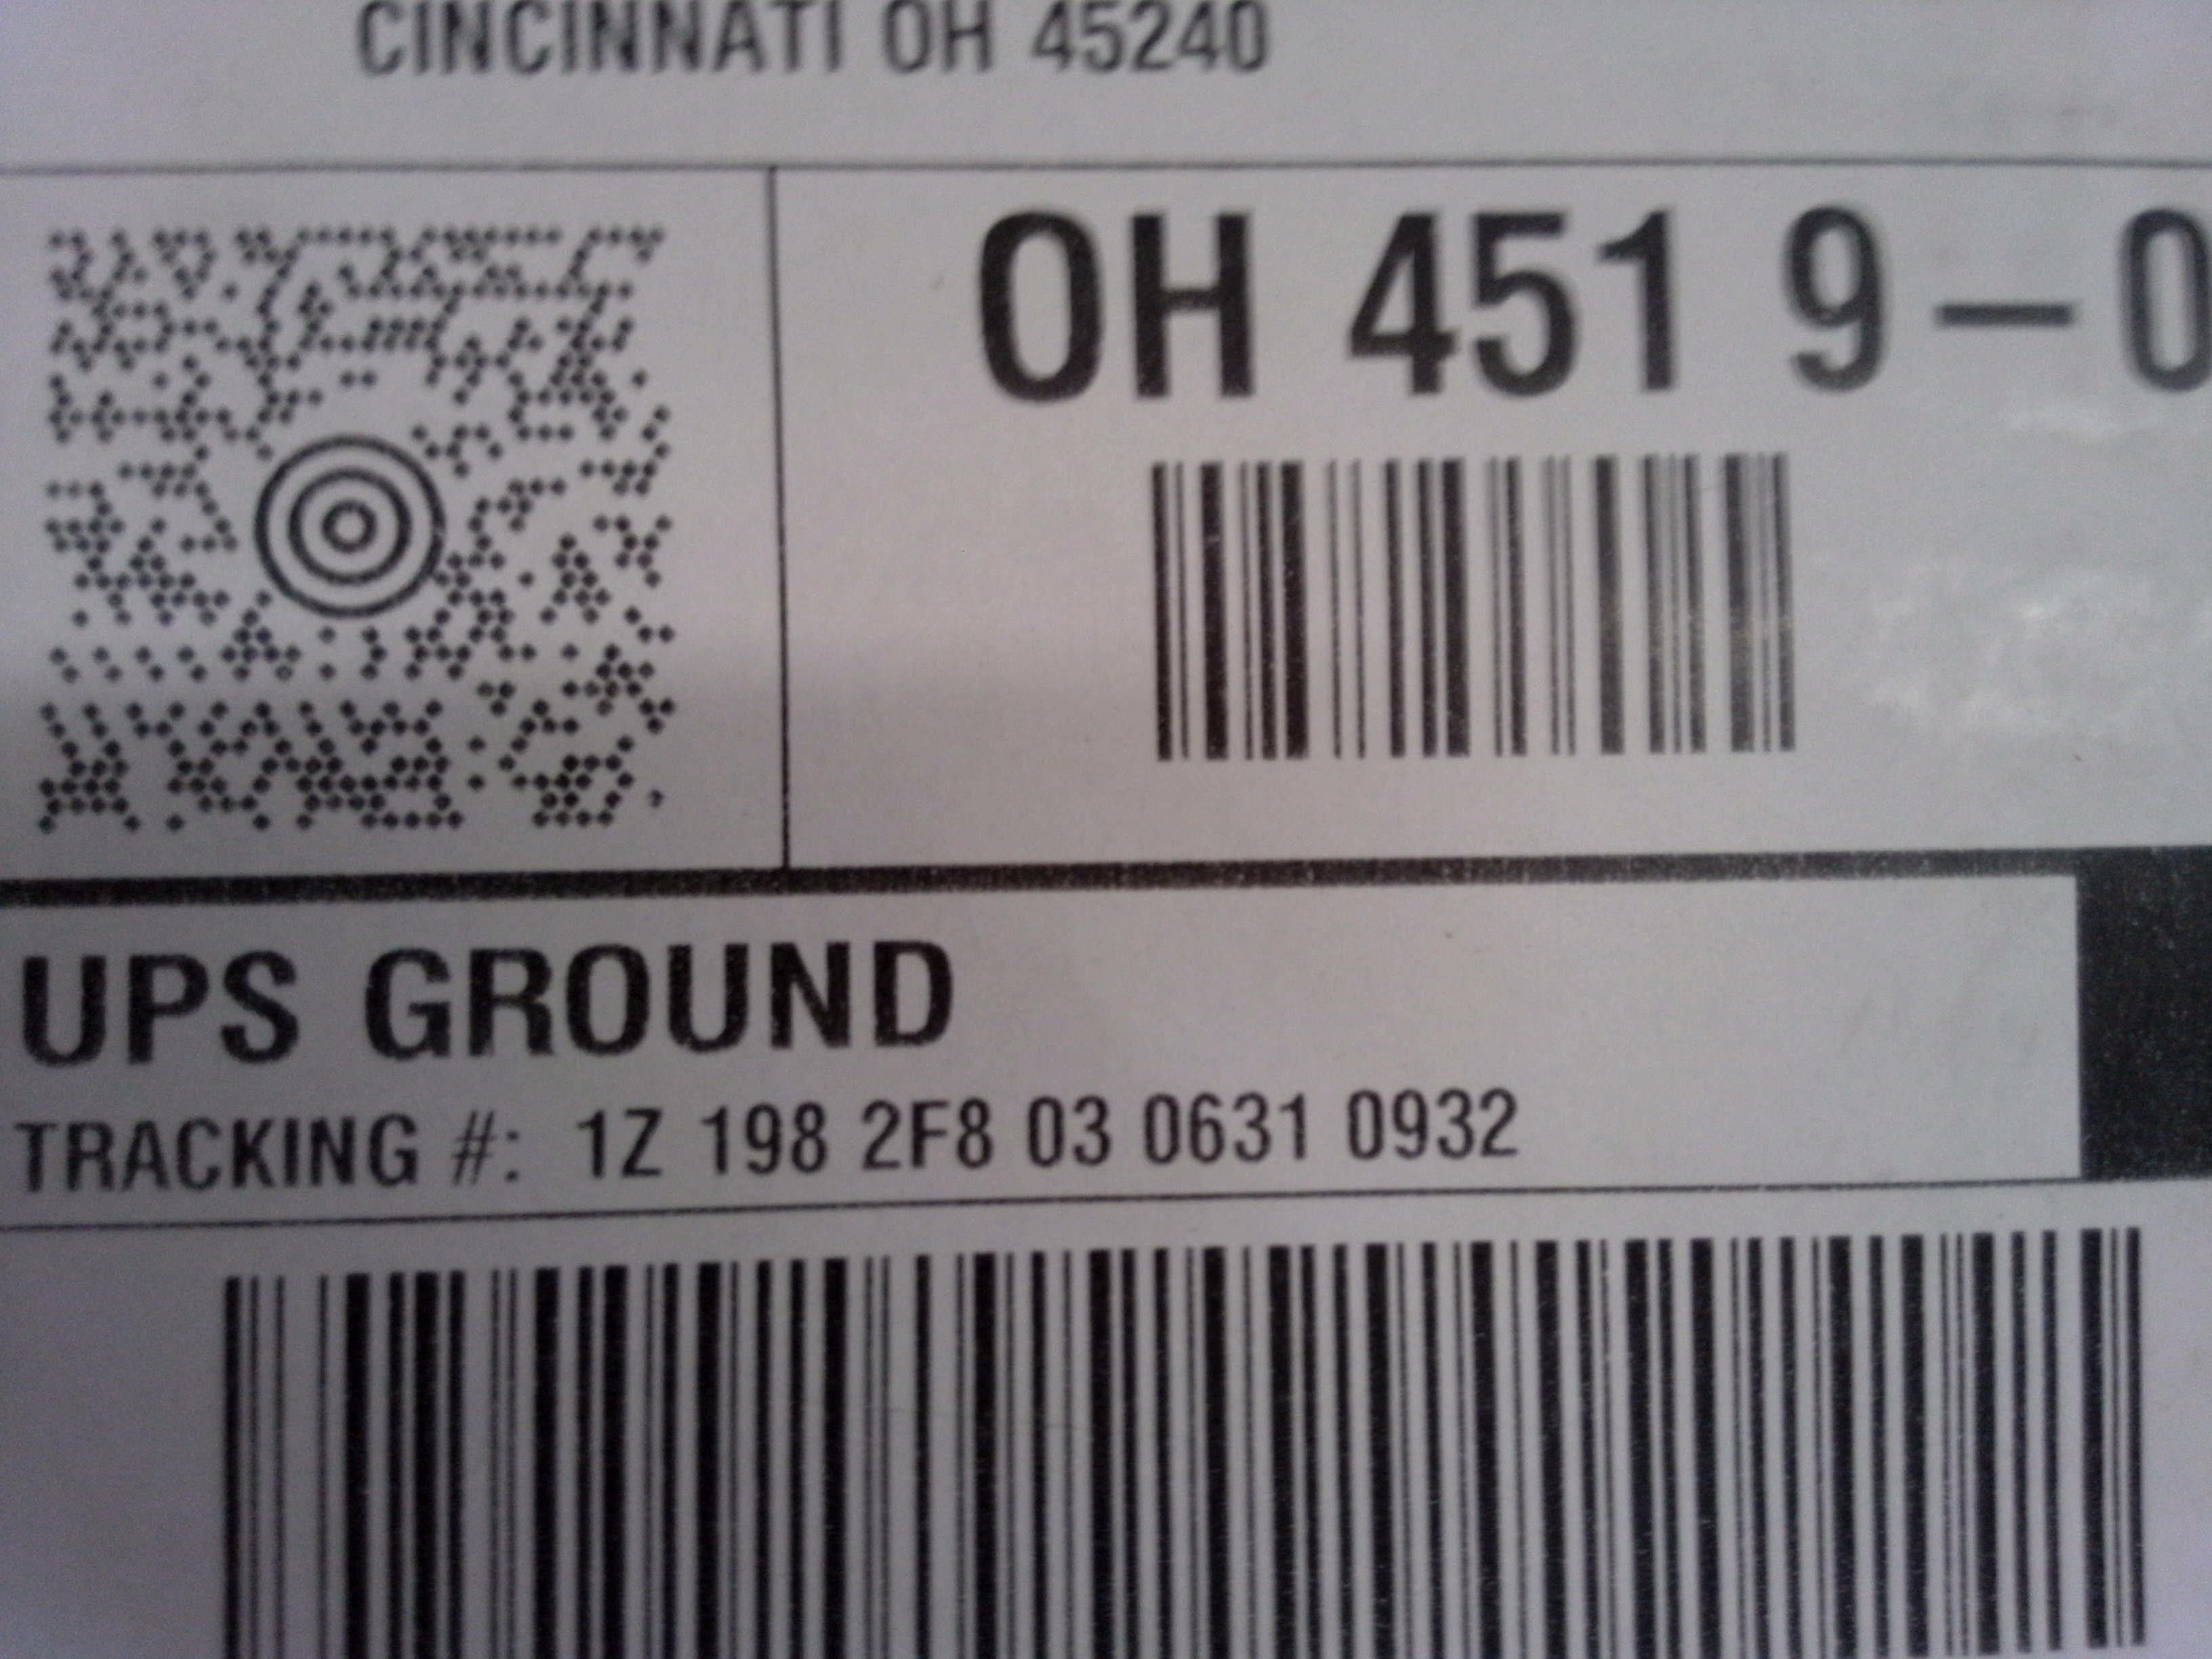 CINCINNATI OH 45240
OH 451 9-0
UPS GROUND
TRACKING #: 1Z 198 2F8 03 0631 0932